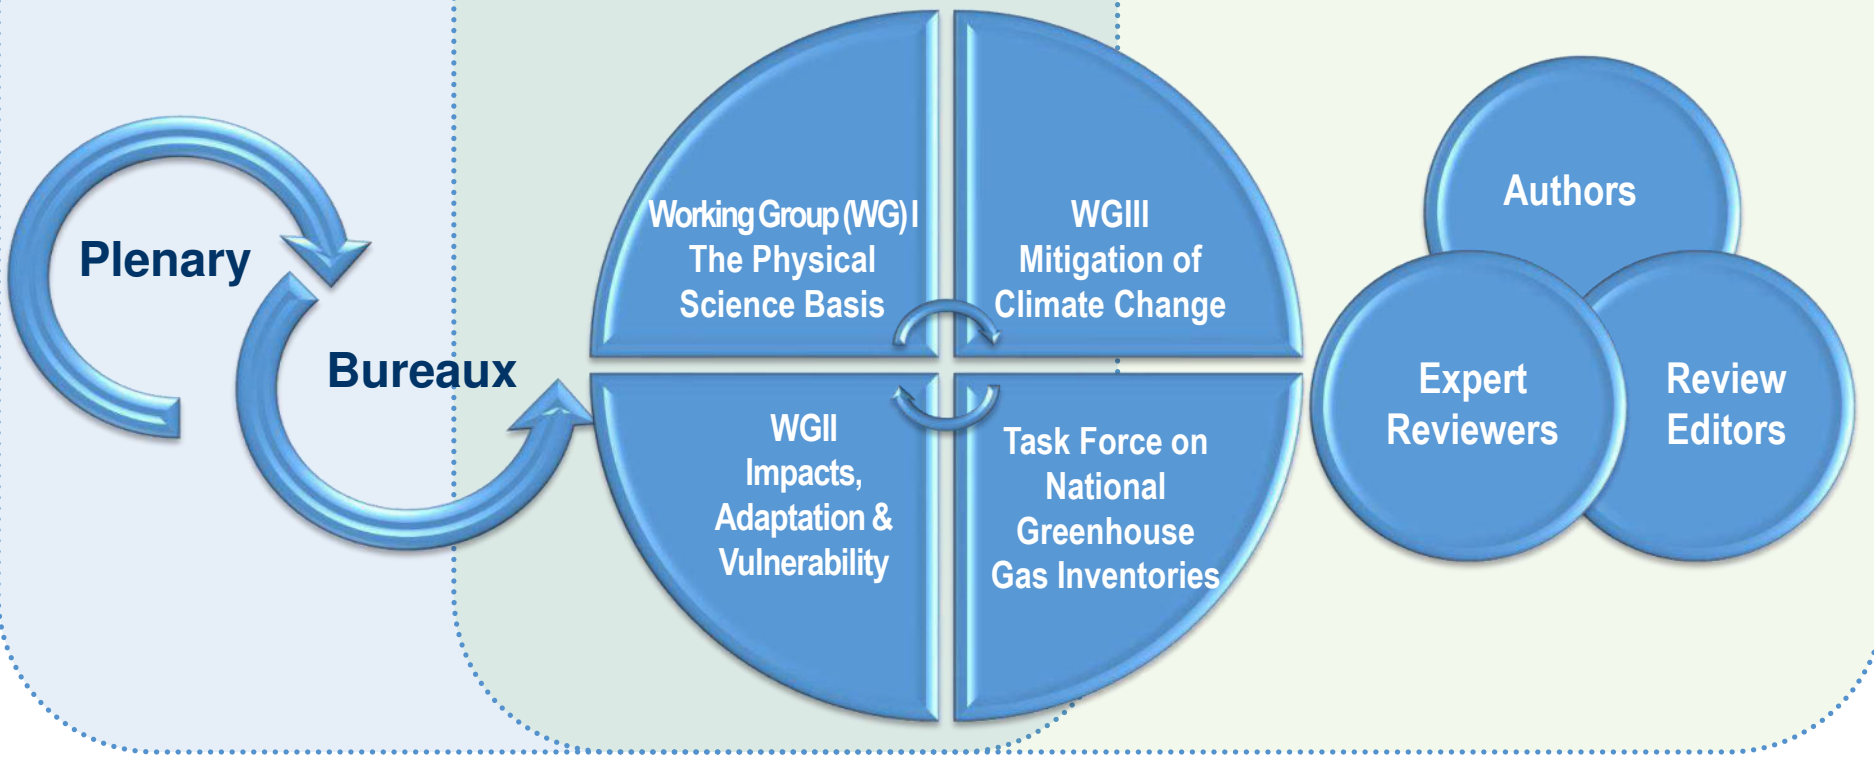 Plenary
Bureaux
Working Group (WG) I
The Physical
Science Basis
WGIII
Mitigation of
Climate Change
WGII
Impacts,
Adaptation &
Vulnerability
Task Force on
National
Greenhouse
Gas Inventories
Authors
Expert
Reviewers
Review
Editors